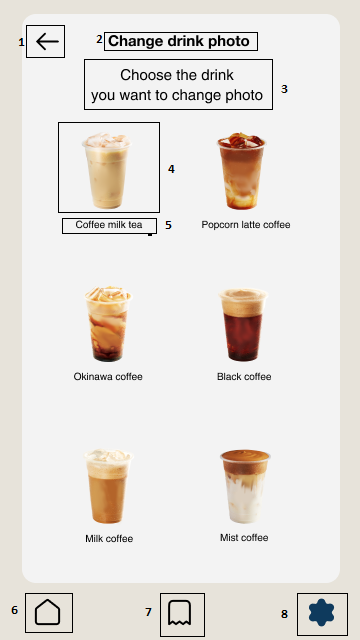 1
2 Change drink photo
Choose the drink
you want to change photo
3
4
Coffee milk tea
5
Popcorn latte coffee
Okinawa coffee
Black coffee
Milk coffee
Mist coffee
6
7
8